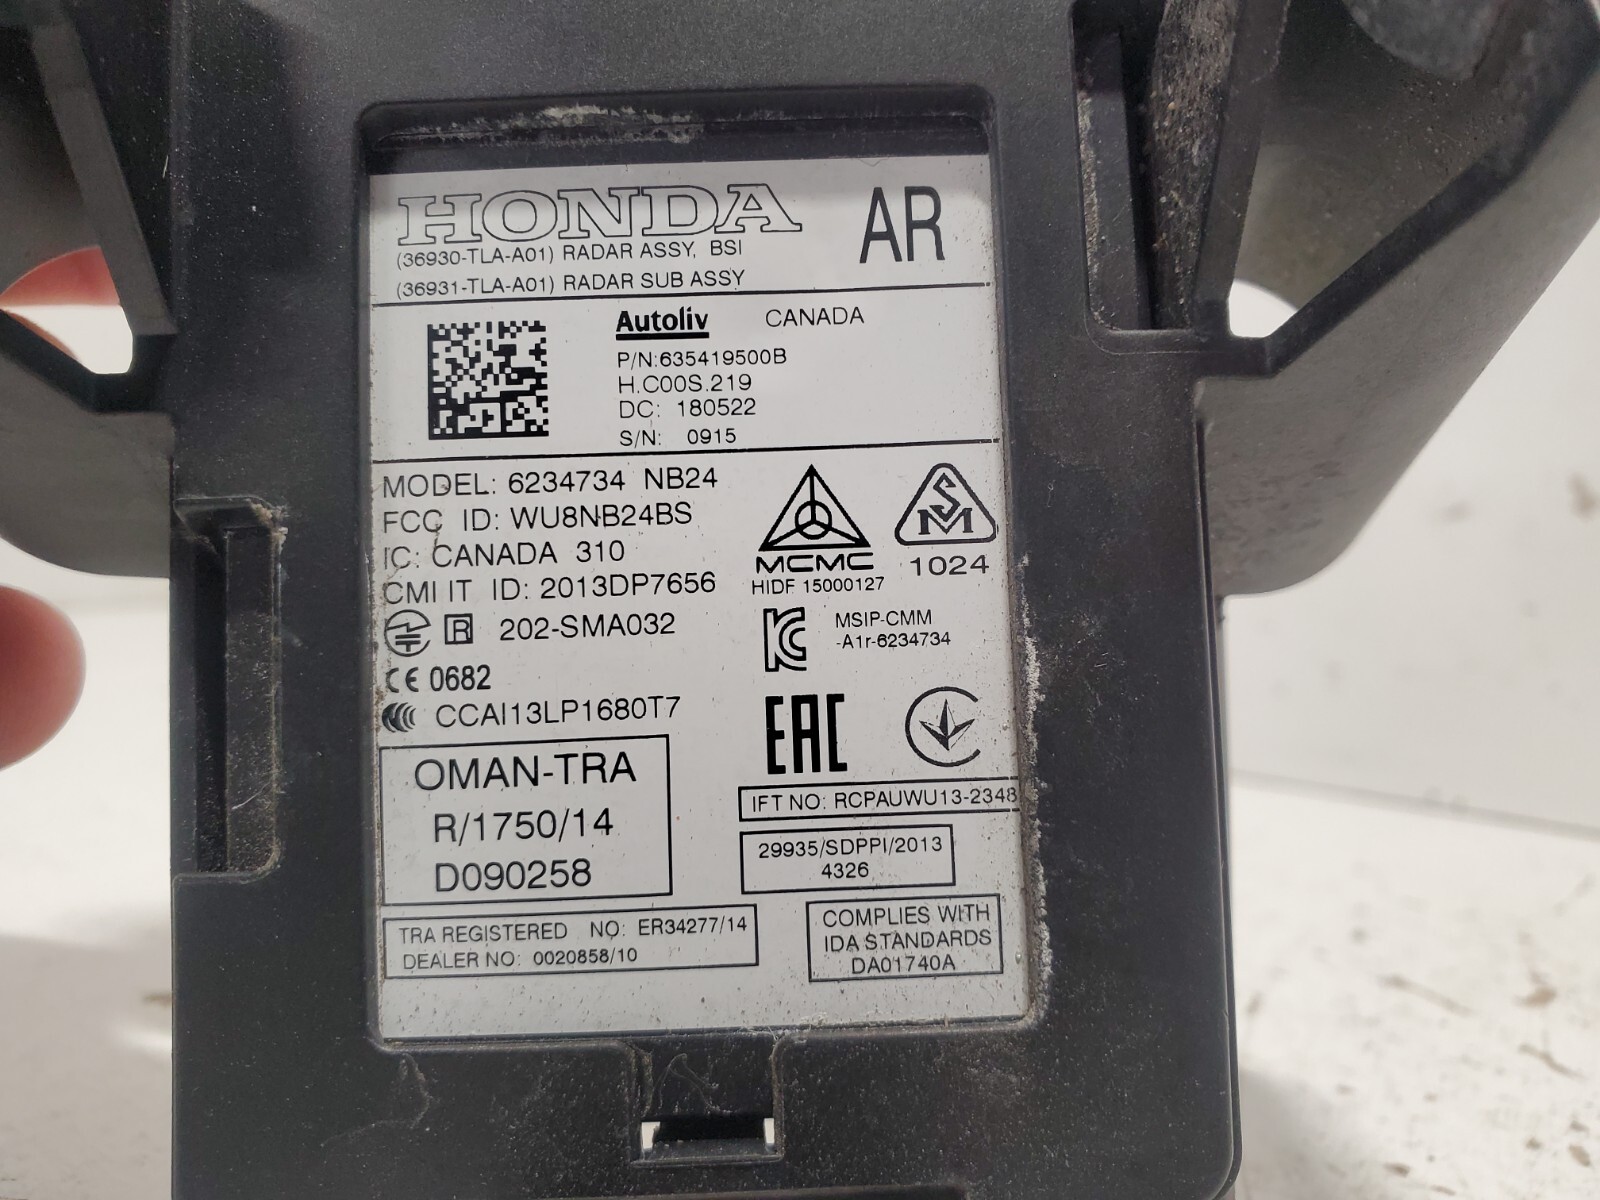 HONDA AR
(36930-TLA-A01) RADAR ASSY, BSI
(36931-TLA-A01) RADAR SUB ASSY
Autoliv CANADA
P/N:635419500B
H.C00S.219
DC: 180522
S/N: 0915
MODEL: 6234734 NB24
FCC ID: WU8NB24BS
IC: CANADA 310
CMI IT ID: 2013DP7656
R 202-SMA032
CE 0682
CCAI13LP1680T7
OMAN-TRA
R/1750/14
D090258
TRA REGISTERED NO: ER34277/14
DEALER NO: 0020858/10
MCMC
HIDF 15000127
SM
1024
KC
MSIP-CMM
-A1r-6234734
EAC
IFT NO: RCPAUWU13-2348
29935/SDPPI/2013
4326
COMPLIES WITH
IDA STANDARDS
DA01740A